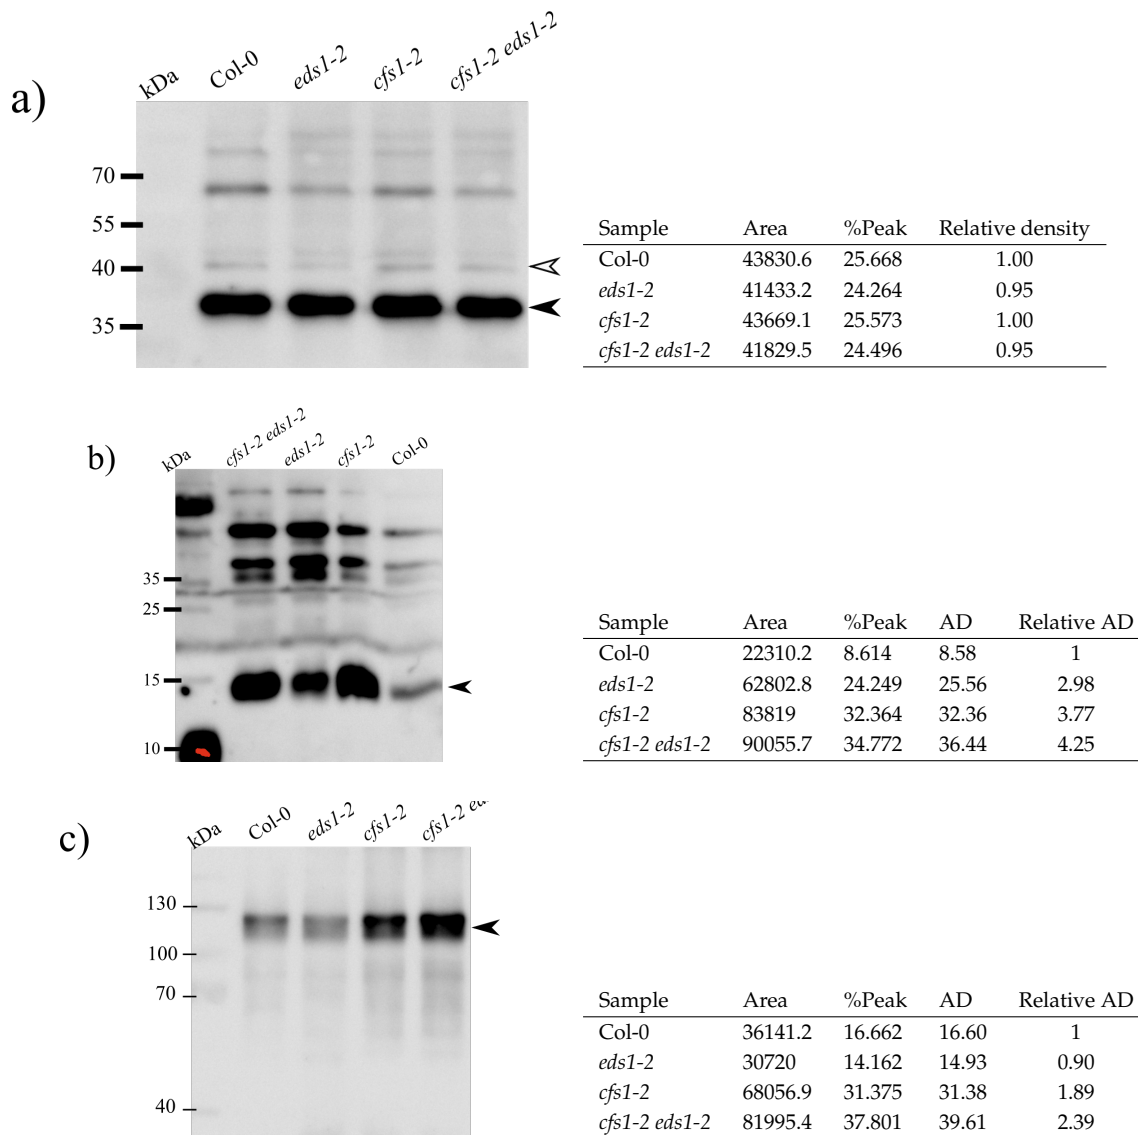 a)
kDa Col-0 eds1-2 cfs1-2 cfs1-2 eds1-2
70
55
40
35
Sample Area %Peak Relative density
Col-0 43830.6 25.668 1.00
eds1-2 41433.2 24.264 0.95
cfs1-2 43669.1 25.573 1.00
cfs1-2 eds1-2 41829.5 24.496 0.95
b)
kDa cfs1-2 eds1-2 eds1-2 cfs1-2 Col-0
35
25
15
10
Sample Area %Peak AD Relative AD
Col-0 22310.2 8.614 8.58 1
eds1-2 62802.8 24.249 25.56 2.98
cfs1-2 83819 32.364 32.36 3.77
cfs1-2 eds1-2 90055.7 34.772 36.44 4.25
c)
kDa Col-0 eds1-2 cfs1-2 cfs1-2
130
100
70
40
Sample Area %Peak AD Relative AD
Col-0 36141.2 16.662 16.60 1
eds1-2 30720 14.162 14.93 0.90
cfs1-2 68056.9 31.375 31.38 1.89
cfs1-2 eds1-2 81995.4 37.801 39.61 2.39